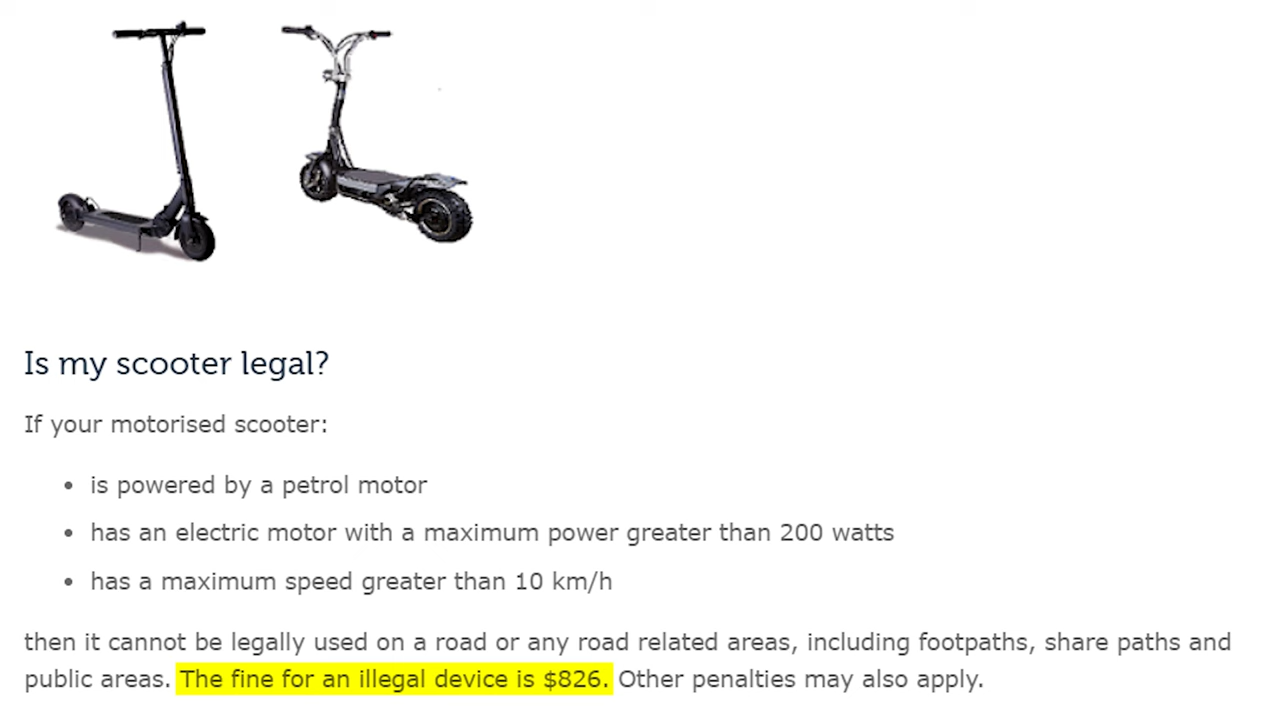 Is my scooter legal?
If your motorised scooter:
• is powered by a petrol motor
• has an electric motor with a maximum power greater than 200 watts
• has a maximum speed greater than 10 km/h
then it cannot be legally used on a road or any road related areas, including footpaths, share paths and
public areas. The fine for an illegal device is $826. Other penalties may also apply.